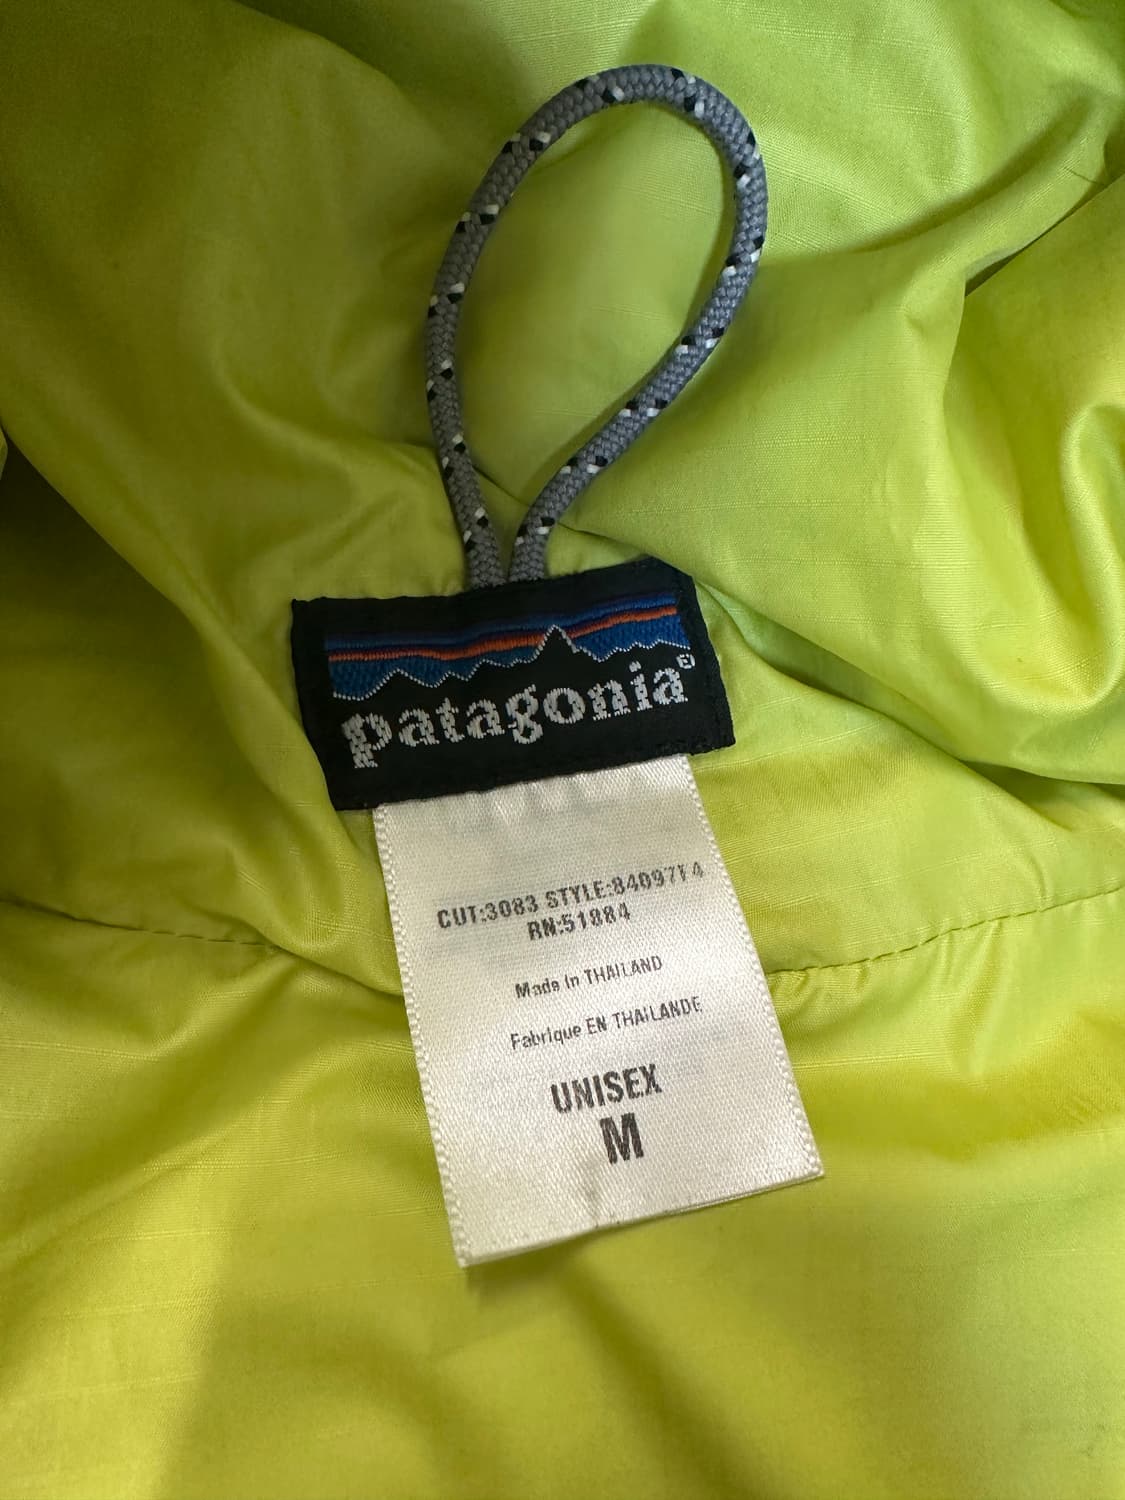 patagonia®
CUT:3083 STYLE:84097F4
RN:51884
Made In THAILAND
Fabrique EN THAILANDE
UNISEX
M